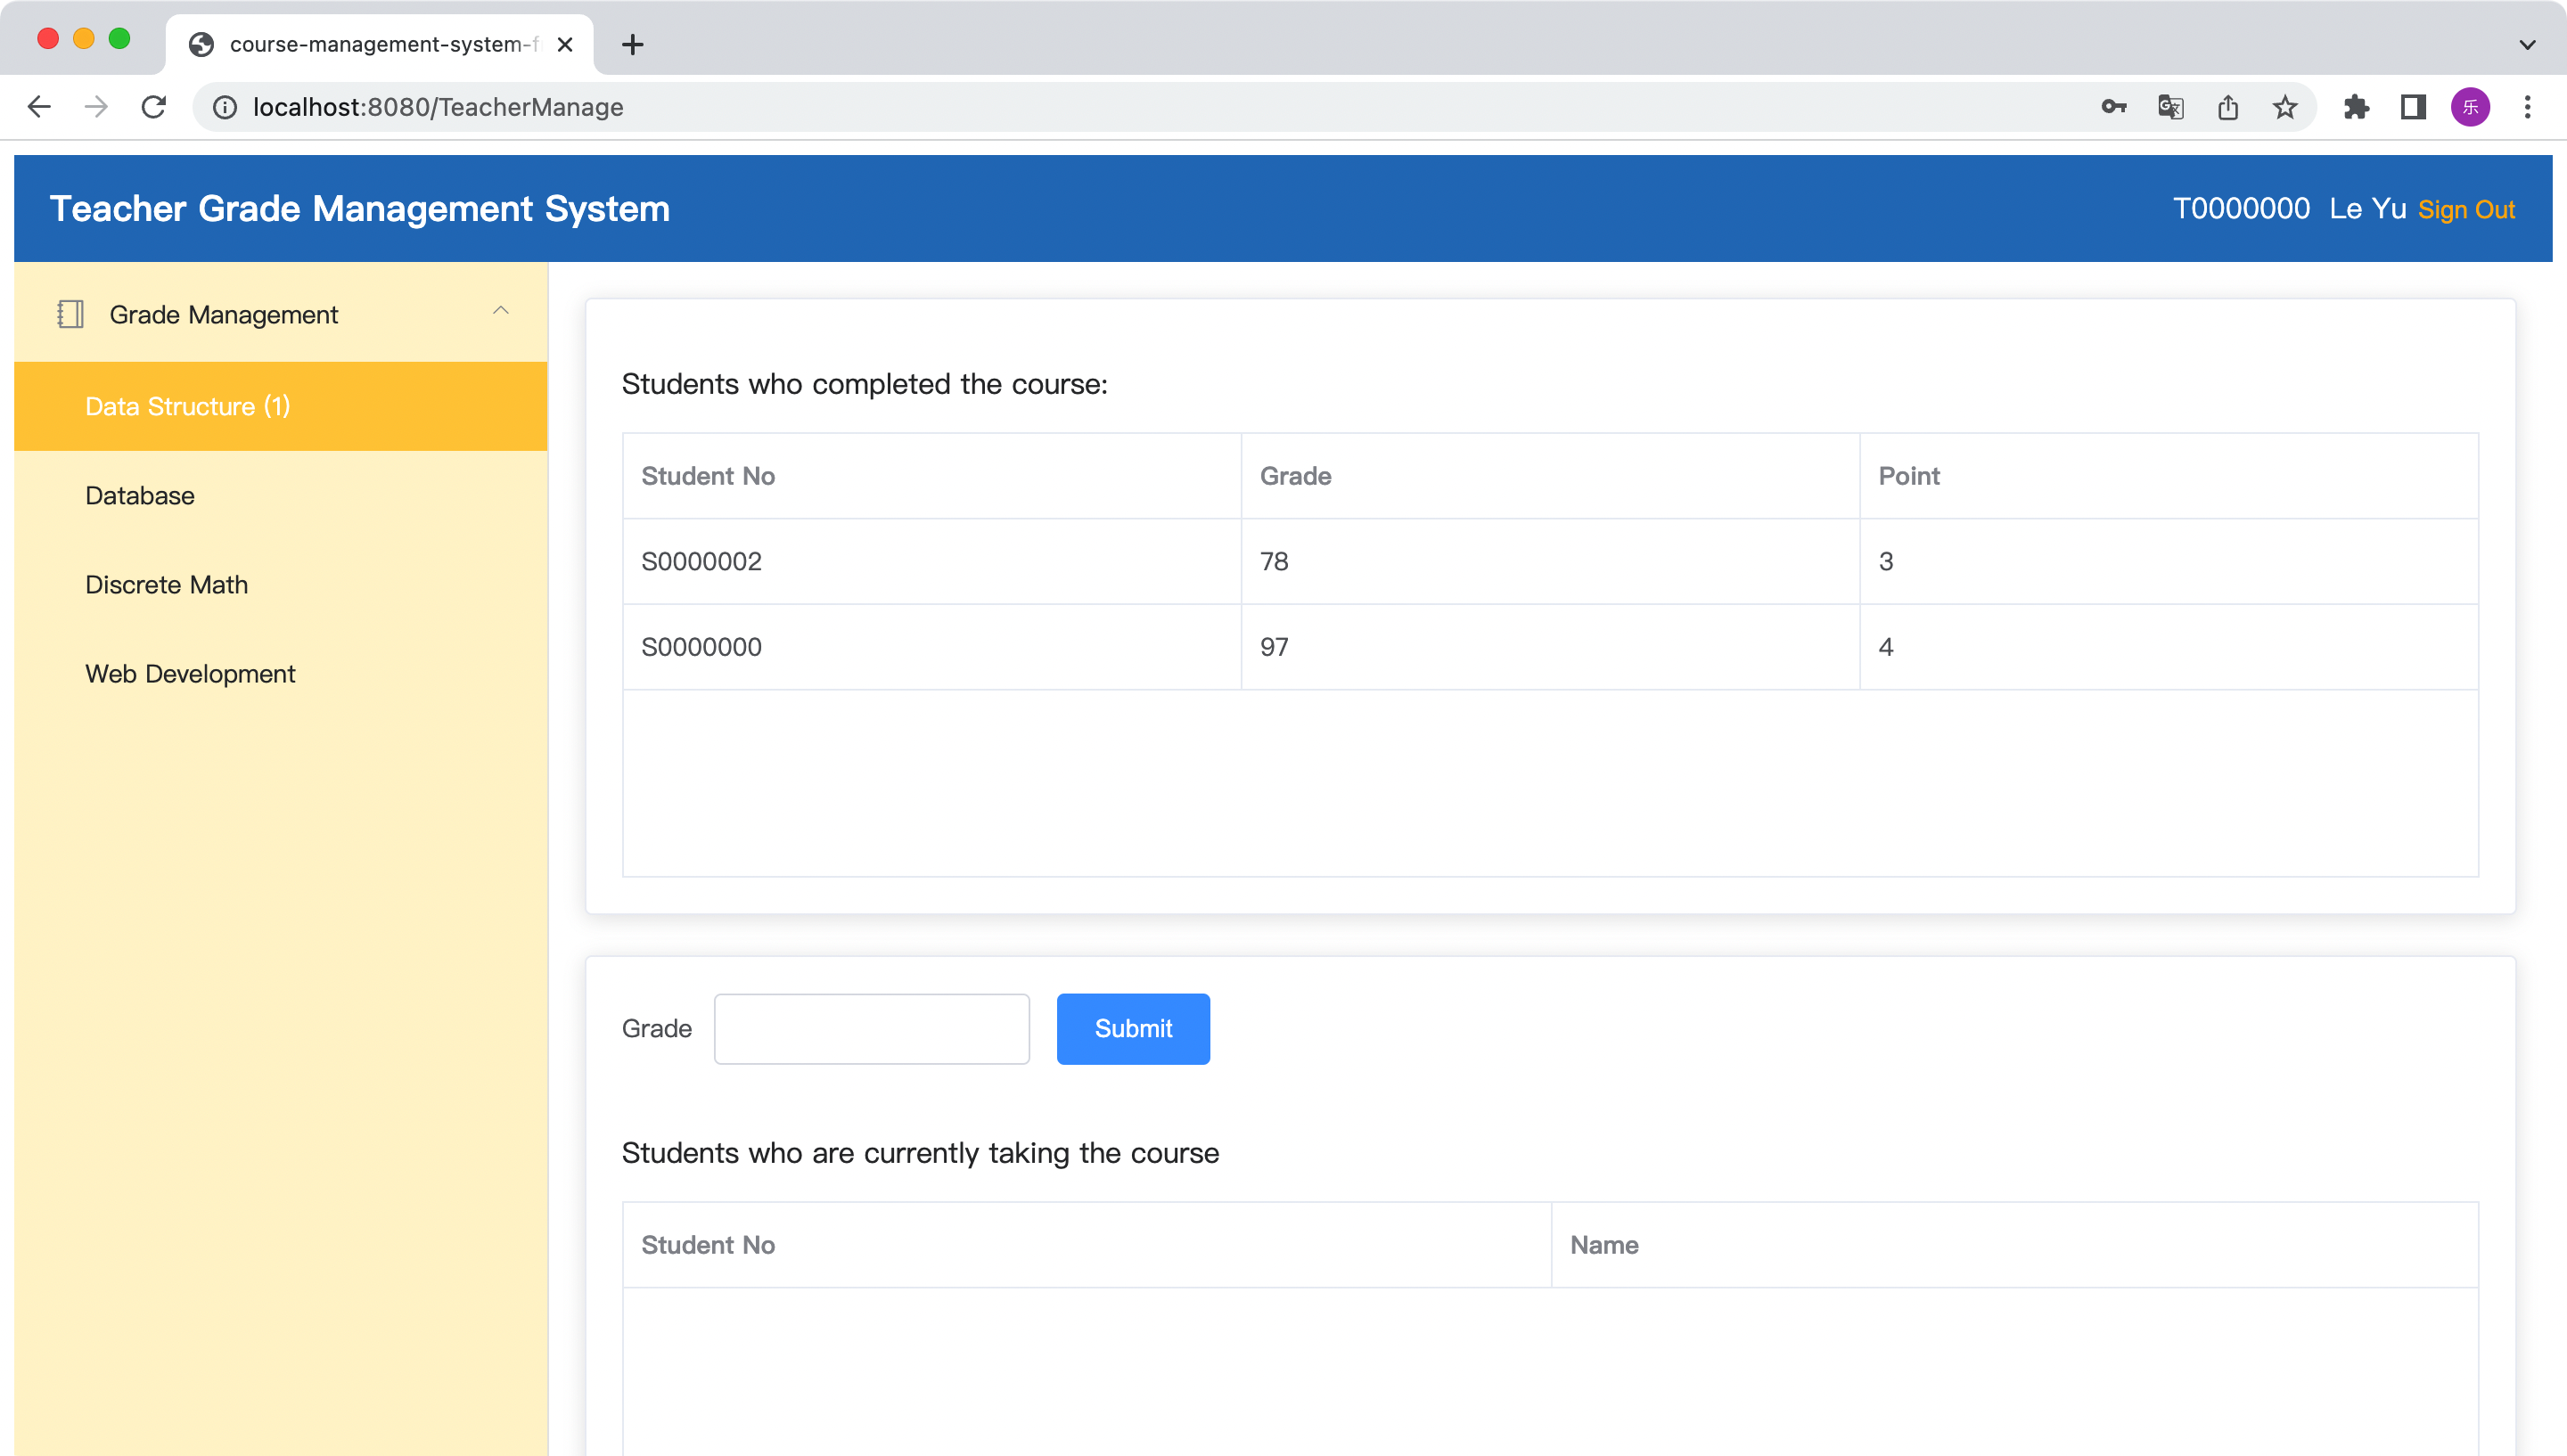 course-management-system-f
localhost:8080/TeacherManage
乐
Teacher Grade Management System
T0000000 Le Yu Sign Out
Grade Management
Data Structure (1)
Database
Discrete Math
Web Development
Students who completed the course:
Student No Grade Point
S0000002 78 3
S0000000 97 4
Grade Submit
Students who are currently taking the course
Student No Name